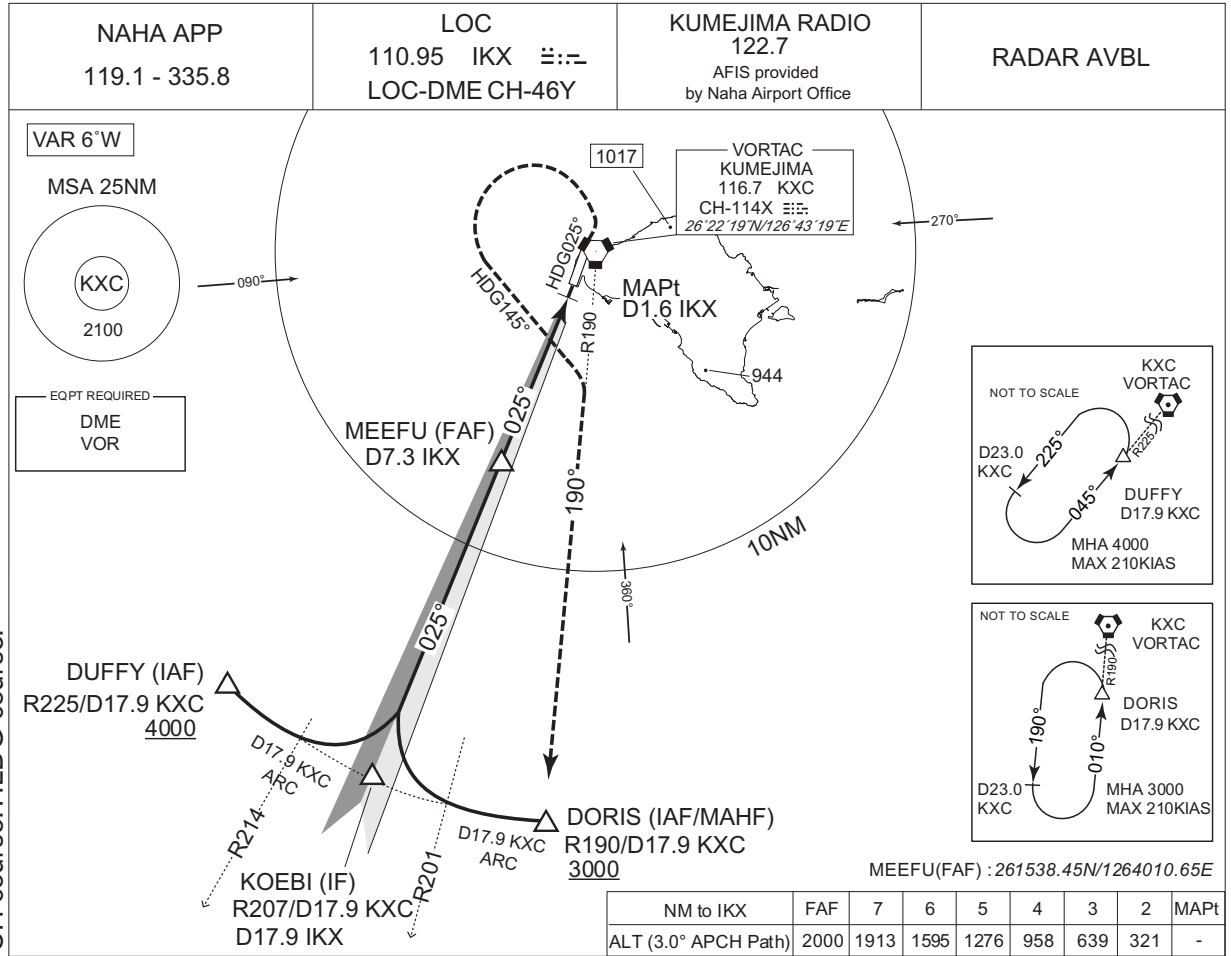 NAHA APP
119.1 - 335.8
LOC
110.95 IKX
LOC-DME CH-46Y
KUMEJIMA RADIO
122.7
AFIS provided
by Naha Airport Office
RADAR AVBL
VAR 6°W
MSA 25NM
KXC
2100
EQPT REQUIRED
DME
VOR
090°
270°
360°
10NM
1017
944
VORTAC
KUMEJIMA
116.7 KXC
CH-114X
26°22´19˝N/126°43´19˝E
HDG025°
HDG145°
R190
MAPt
D1.6 IKX
MEEFU (FAF)
D7.3 IKX
025°
025°
190°
DUFFY (IAF)
R225/D17.9 KXC
4000
D17.9 KXC
ARC
R214
KOEBI (IF)
R207/D17.9 KXC
D17.9 IKX
R201
D17.9 KXC
ARC
DORIS (IAF/MAHF)
R190/D17.9 KXC
3000
NOT TO SCALE
KXC
VORTAC
R225
D23.0
KXC
225°
045°
DUFFY
D17.9 KXC
MHA 4000
MAX 210KIAS
NOT TO SCALE
KXC
VORTAC
R190
DORIS
D17.9 KXC
190°
010°
D23.0
KXC
MHA 3000
MAX 210KIAS
MEEFU(FAF) : 261538.45N/1264010.65E
NM to IKX FAF 7 6 5 4 3 2 MAPt
ALT (3.0° APCH Path) 2000 1913 1595 1276 958 639 321 -